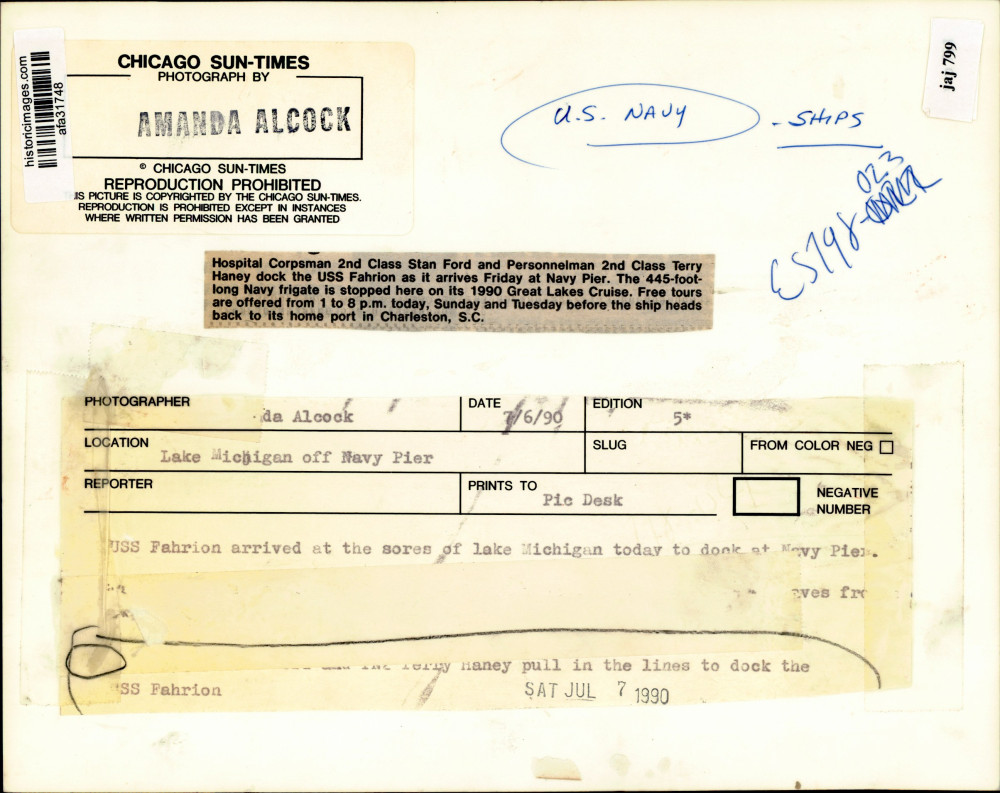 historicimages.com
afa31748
CHICAGO SUN-TIMES
PHOTOGRAPH BY
AMANDA ALCOCK
© CHICAGO SUN-TIMES
REPRODUCTION PROHIBITED
IS PICTURE IS COPYRIGHTED BY THE CHICAGO SUN-TIMES.
REPRODUCTION IS PROHIBITED EXCEPT IN INSTANCES
WHERE WRITTEN PERMISSION HAS BEEN GRANTED
U.S. NAVY - SHIPS
jaj 799
023
Hospital Corpsman 2nd Class Stan Ford and Personnelman 2nd Class Terry
Haney dock the USS Fahrion as it arrives Friday at Navy Pier. The 445-foot-
long Navy frigate is stopped here on its 1990 Great Lakes Cruise. Free tours
are offered from 1 to 8 p.m. today, Sunday and Tuesday before the ship heads
back to its home port in Charleston, S.C.
PHOTOGRAPHER da Alcock DATE 7/6/90 EDITION 5*
LOCATION Lake Michigan off Navy Pier SLUG FROM COLOR NEG
REPORTER PRINTS TO Pic Desk NEGATIVE
NUMBER
USS Fahrion arrived at the sores of lake Michigan today to dock at Navy Pier.
ves fr
Terry Haney pull in the lines to dock the
SS Fahrion SAT JUL 7 1990